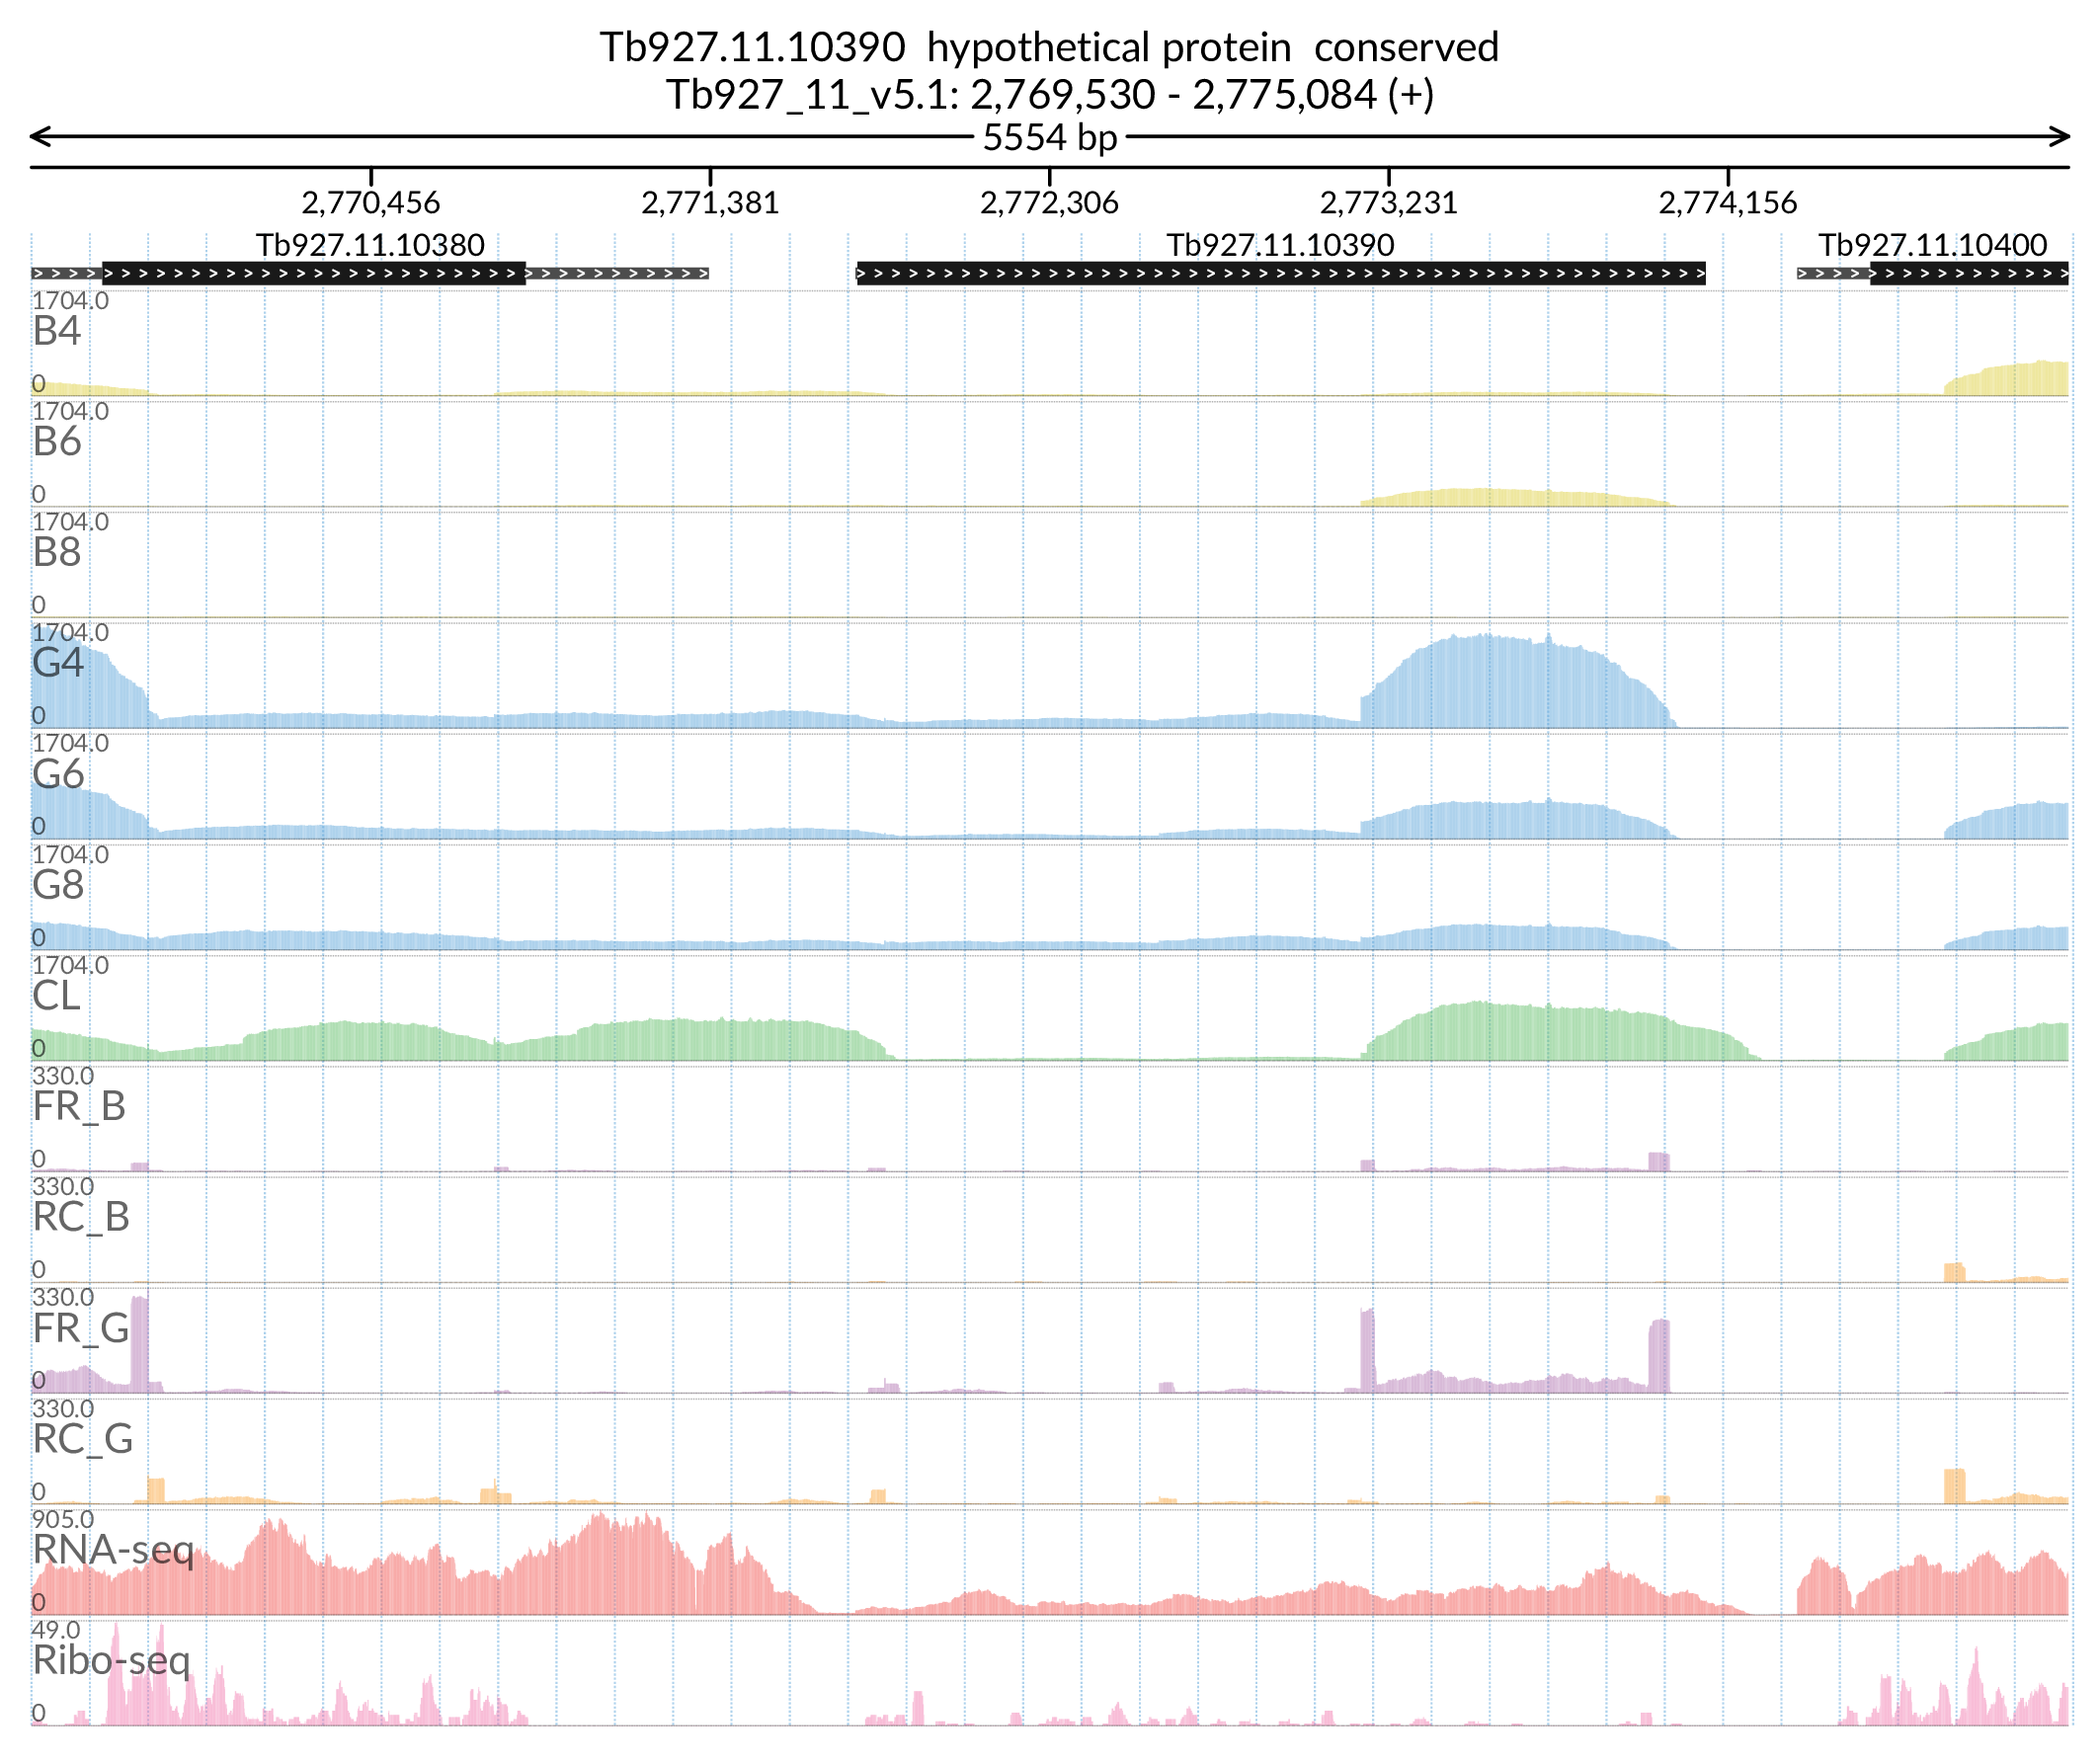 Tb927.11.10390 hypothetical protein conserved
Tb927_11_v5.1: 2,769,530 - 2,775,084 (+)
5554 bp
2,770,456 2,771,381 2,772,306 2,773,231 2,774,156
Tb927.11.10380 Tb927.11.10390 Tb927.11.10400
1704.0
B4
0
1704.0
B6
0
1704.0
B8
0
1704.0
G4
0
1704.0
G6
0
1704.0
G8
0
1704.0
CL
0
330.0
FR_B
0
330.0
RC_B
0
330.0
FR_G
0
330.0
RC_G
0
905.0
RNA-seq
0
49.0
Ribo-seq
0